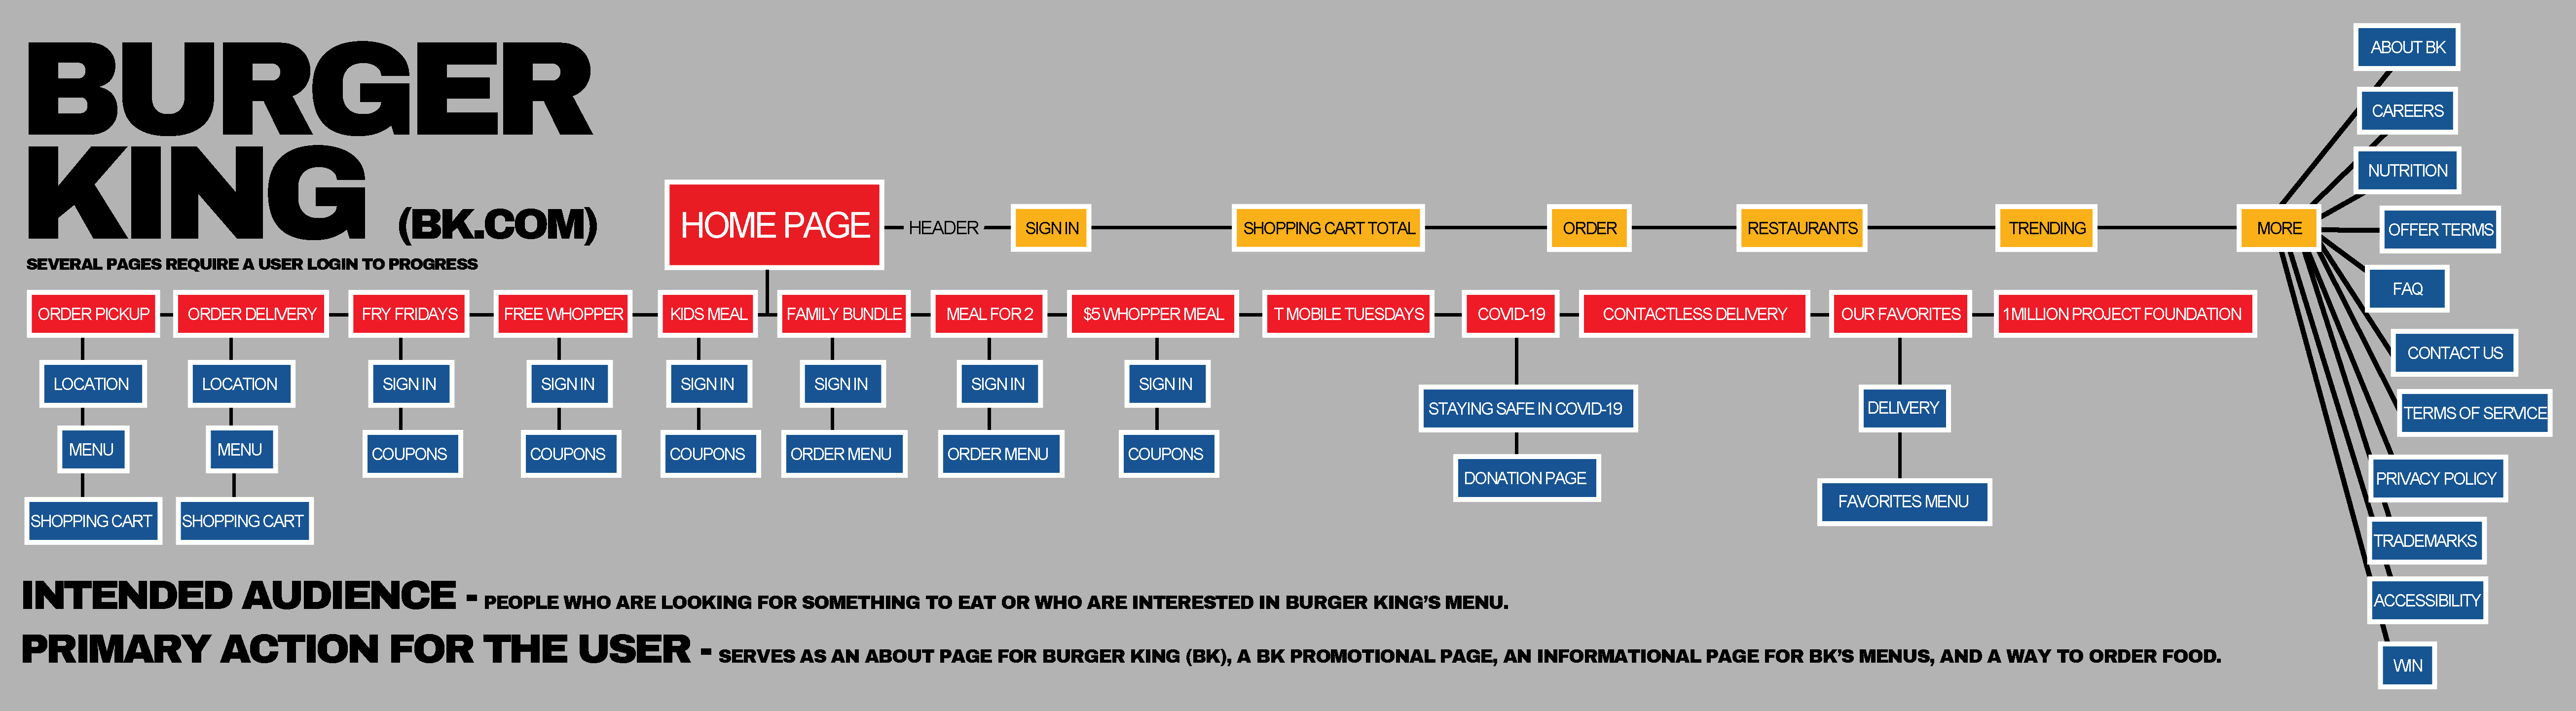 BURGER
KING (BK.COM)
SEVERAL PAGES REQUIRE A USER LOGIN TO PROGRESS
HOME PAGE
HEADER
SIGN IN
SHOPPING CART TOTAL
ORDER
RESTAURANTS
TRENDING
MORE
ABOUT BK
CAREERS
NUTRITION
OFFER TERMS
FAQ
CONTACT US
TERMS OF SERVICE
PRIVACY POLICY
TRADEMARKS
ACCESSIBILITY
WIN
ORDER PICKUP
ORDER DELIVERY
FRY FRIDAYS
FREE WHOPPER
KIDS MEAL
FAMILY BUNDLE
MEAL FOR 2
$5 WHOPPER MEAL
T MOBILE TUESDAYS
COVID-19
CONTACTLESS DELIVERY
OUR FAVORITES
1MILLION PROJECT FOUNDATION
LOCATION
LOCATION
SIGN IN
SIGN IN
SIGN IN
SIGN IN
SIGN IN
SIGN IN
STAYING SAFE IN COVID-19
DELIVERY
MENU
MENU
COUPONS
COUPONS
COUPONS
ORDER MENU
ORDER MENU
COUPONS
DONATION PAGE
FAVORITES MENU
SHOPPING CART
SHOPPING CART
INTENDED AUDIENCE - PEOPLE WHO ARE LOOKING FOR SOMETHING TO EAT OR WHO ARE INTERESTED IN BURGER KING'S MENU.
PRIMARY ACTION FOR THE USER - SERVES AS AN ABOUT PAGE FOR BURGER KING (BK), A BK PROMOTIONAL PAGE, AN INFORMATIONAL PAGE FOR BK'S MENUS, AND A WAY TO ORDER FOOD.